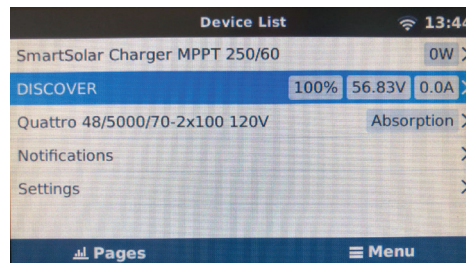 Device List 13:44
SmartSolar Charger MPPT 250/60 0W
DISCOVER 100% 56.83V 0.0A
Quattro 48/5000/70-2x100 120V Absorption
Notifications
Settings
Pages Menu